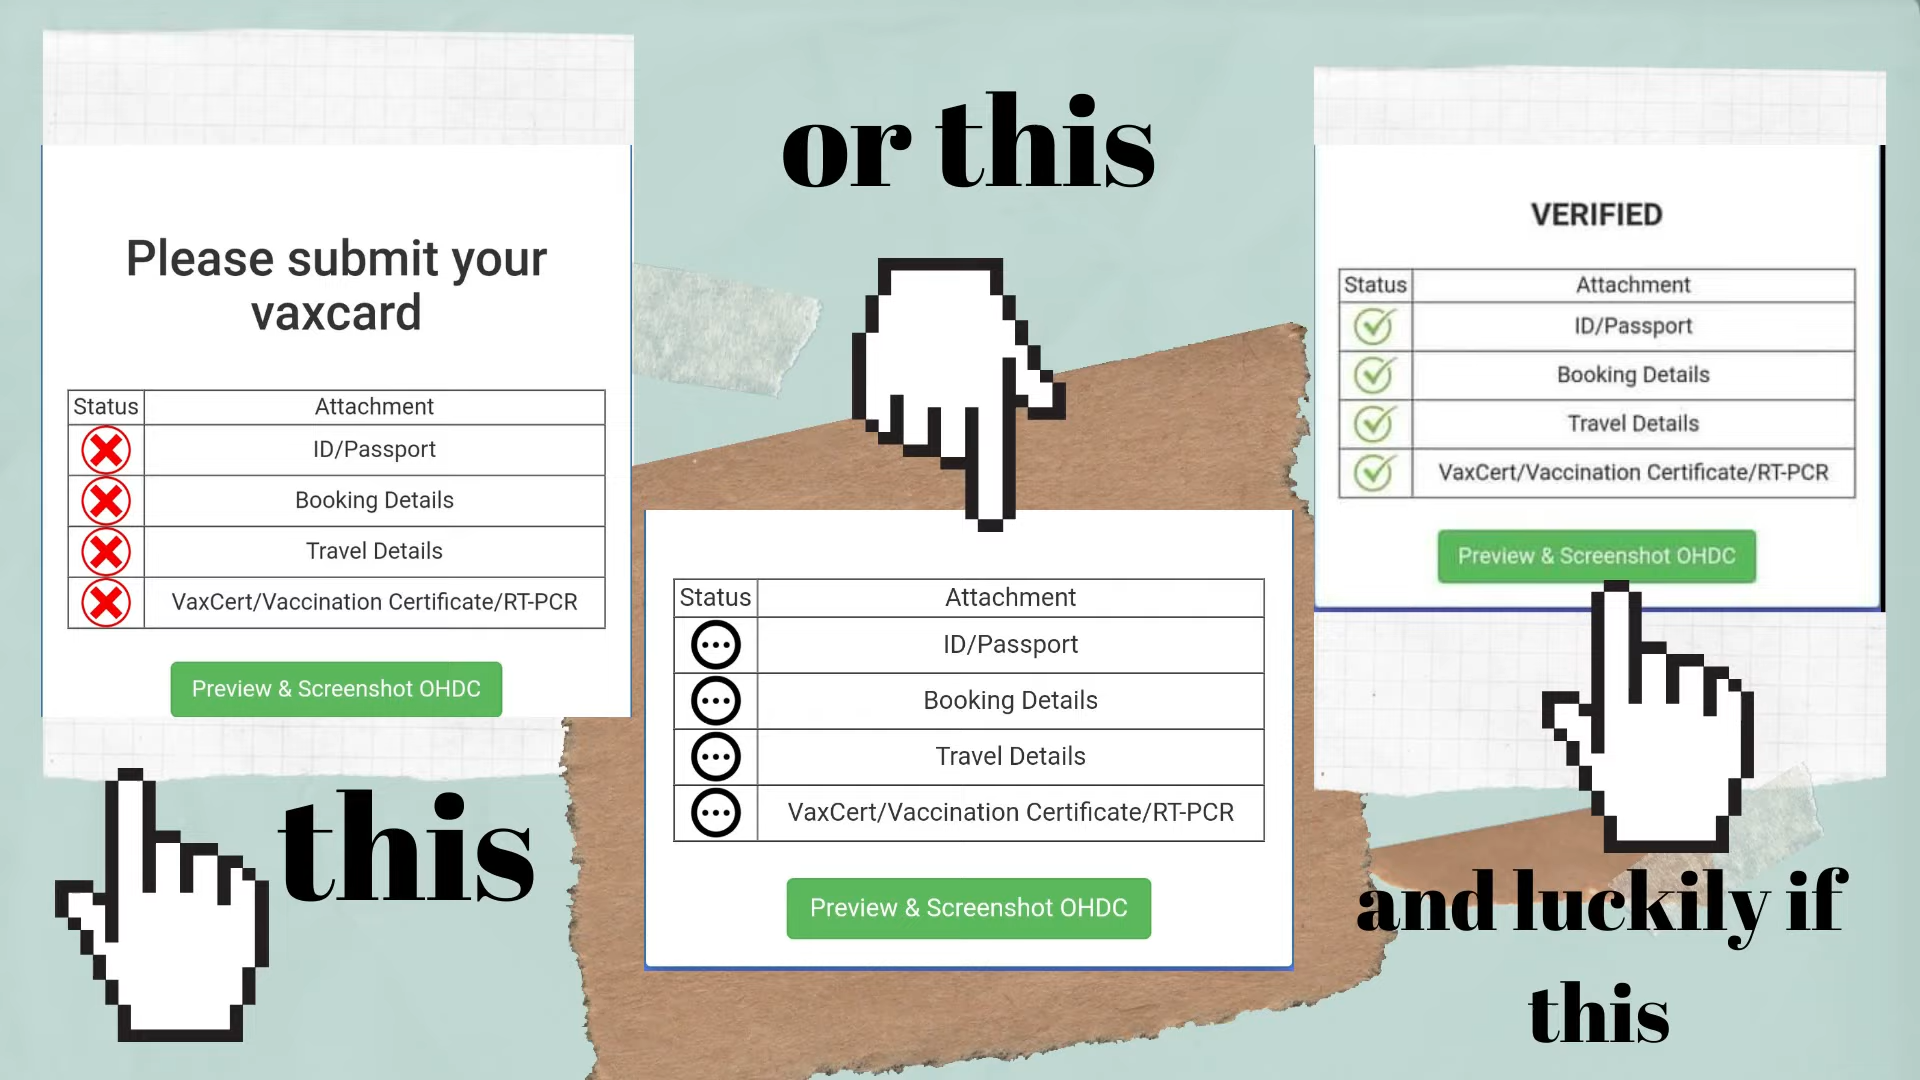 Please submit your
vaxcard
Status Attachment
ID/Passport
Booking Details
Travel Details
VaxCert/Vaccination Certificate/RT-PCR
Preview & Screenshot OHDC
this
or this
Status Attachment
ID/Passport
Booking Details
Travel Details
VaxCert/Vaccination Certificate/RT-PCR
Preview & Screenshot OHDC
VERIFIED
Status Attachment
ID/Passport
Booking Details
Travel Details
VaxCert/Vaccination Certificate/RT-PCR
Preview & Screenshot OHDC
and luckily if
this